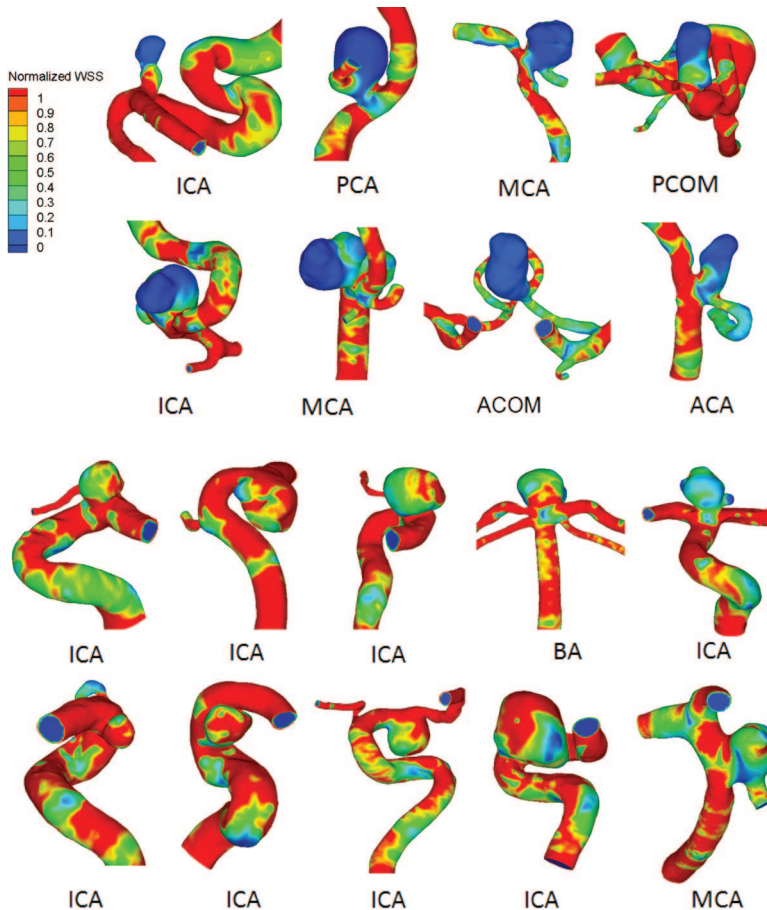 Normalized WSS
1
0.9
0.8
0.7
0.6
0.5
0.4
0.3
0.2
0.1
0
ICA PCA MCA PCOM
ICA MCA ACOM ACA
ICA ICA ICA BA ICA
ICA ICA ICA ICA MCA